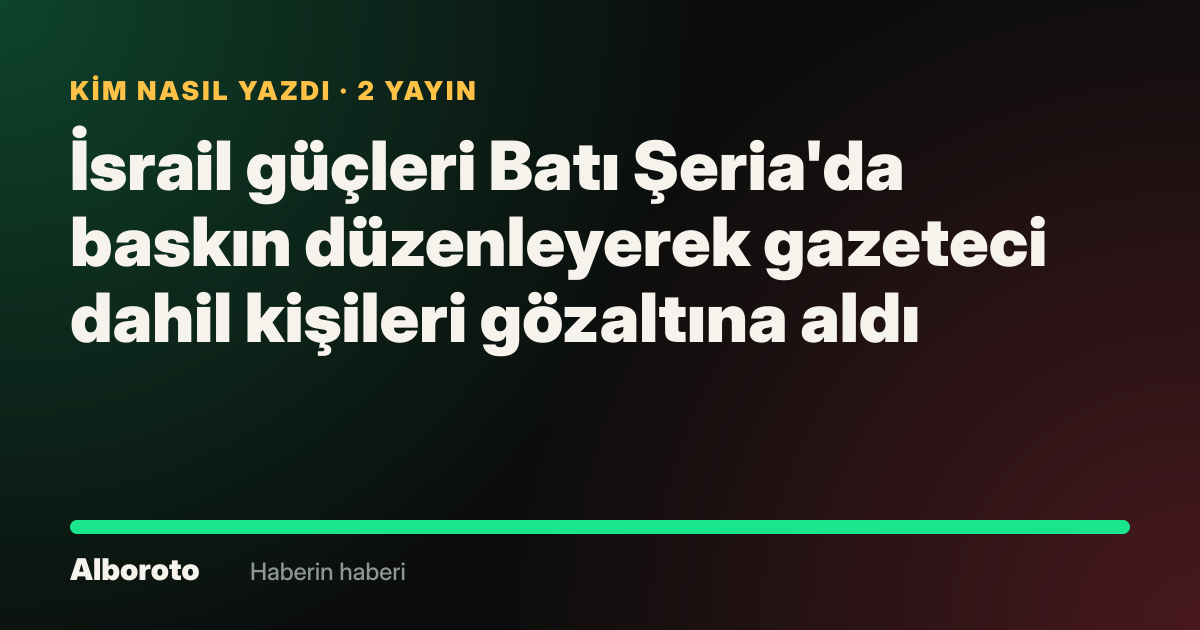 KİM NASIL YAZDI · 2 YAYIN
İsrail güçleri Batı Şeria'da
baskın düzenleyerek gazeteci
dahil kişileri gözaltına aldı
Alboroto
Haberin haberi